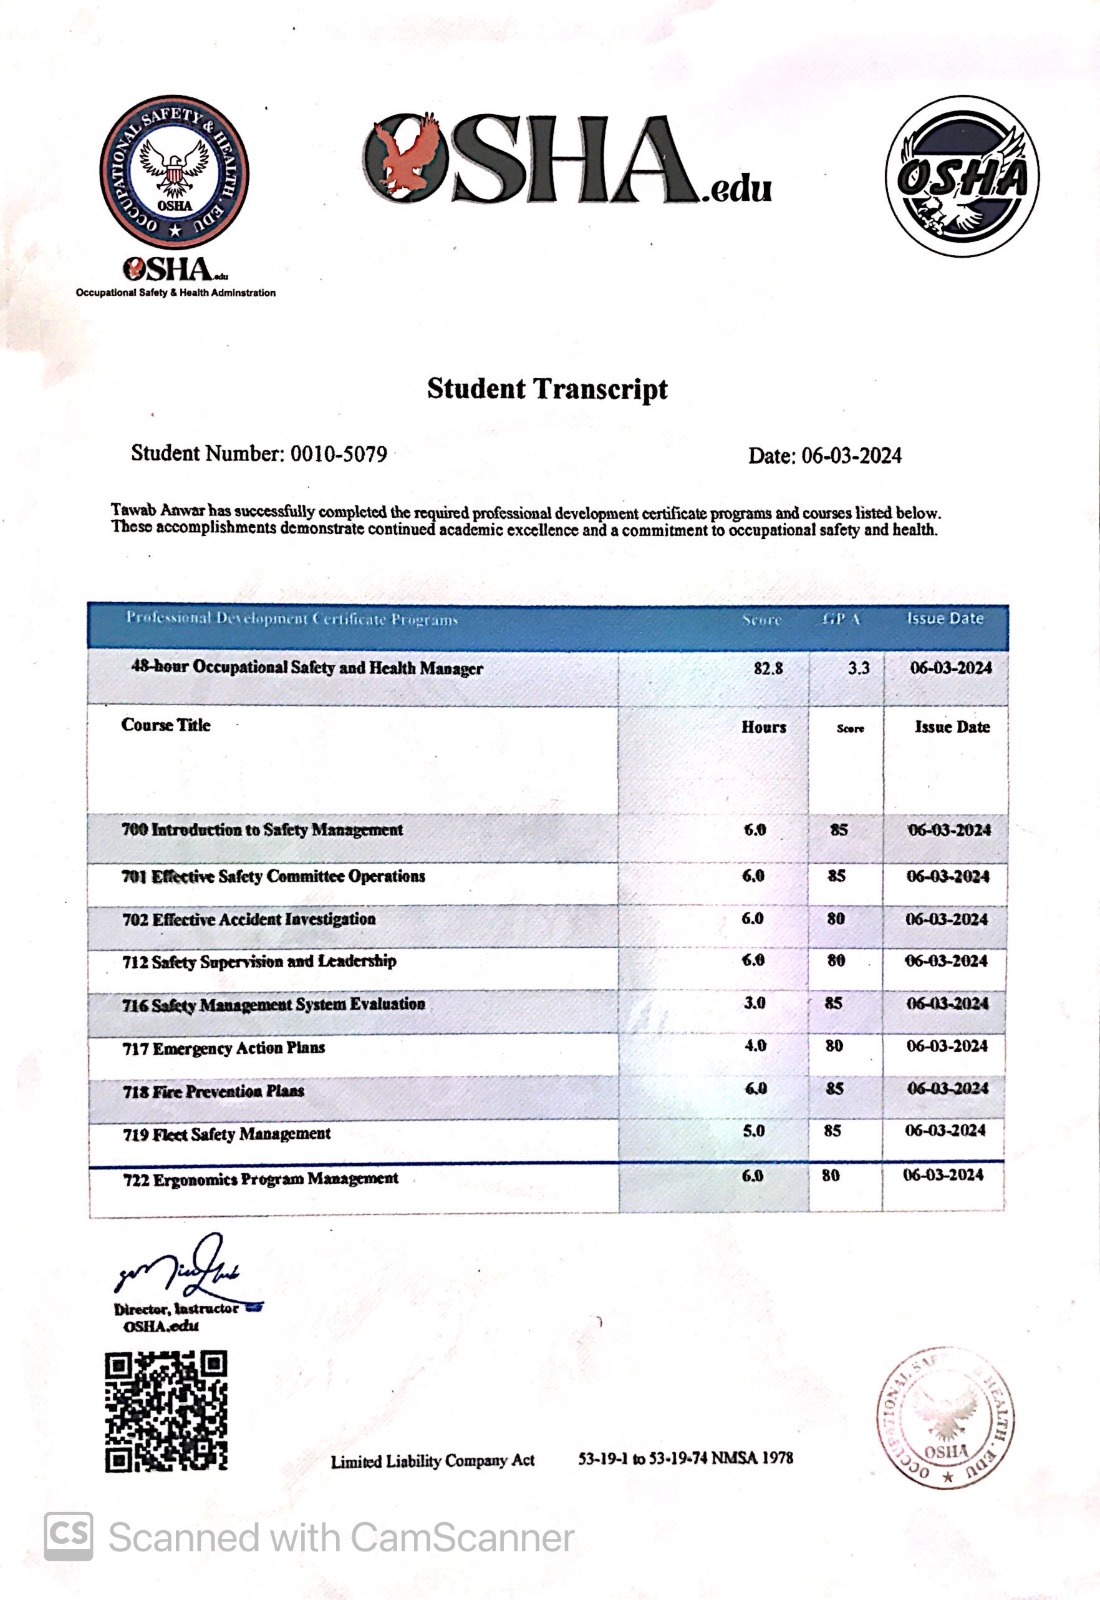 OCCUPATIONAL SAFETY & HEALTH. EDU
OSHA
OSHA.edu
Occupational Safety & Health Adminstration
OSHA.edu
OSHA
Student Transcript
Student Number: 0010-5079
Date: 06-03-2024
Tawab Anwar has successfully completed the required professional development certificate programs and courses listed below.
These accomplishments demonstrate continued academic excellence and a commitment to occupational safety and health.
Professional Development Certificate Programs Score GP A Issue Date
48-hour Occupational Safety and Health Manager 82.8 3.3 06-03-2024
Course Title Hours Score Issue Date
700 Introduction to Safety Management 6.0 85 06-03-2024
701 Effective Safety Committee Operations 6.0 85 06-03-2024
702 Effective Accident Investigation 6.0 80 06-03-2024
712 Safety Supervision and Leadership 6.0 80 06-03-2024
716 Safety Management System Evaluation 3.0 85 06-03-2024
717 Emergency Action Plans 4.0 80 06-03-2024
718 Fire Prevention Plans 6.0 85 06-03-2024
719 Fleet Safety Management 5.0 85 06-03-2024
722 Ergonomics Program Management 6.0 80 06-03-2024
Director, Instructor
OSHA.edu
Limited Liability Company Act 53-19-1 to 53-19-74 NMSA 1978
OCCUPATIONAL SAF & HEALTH. EDU
OSHA
CS Scanned with CamScanner